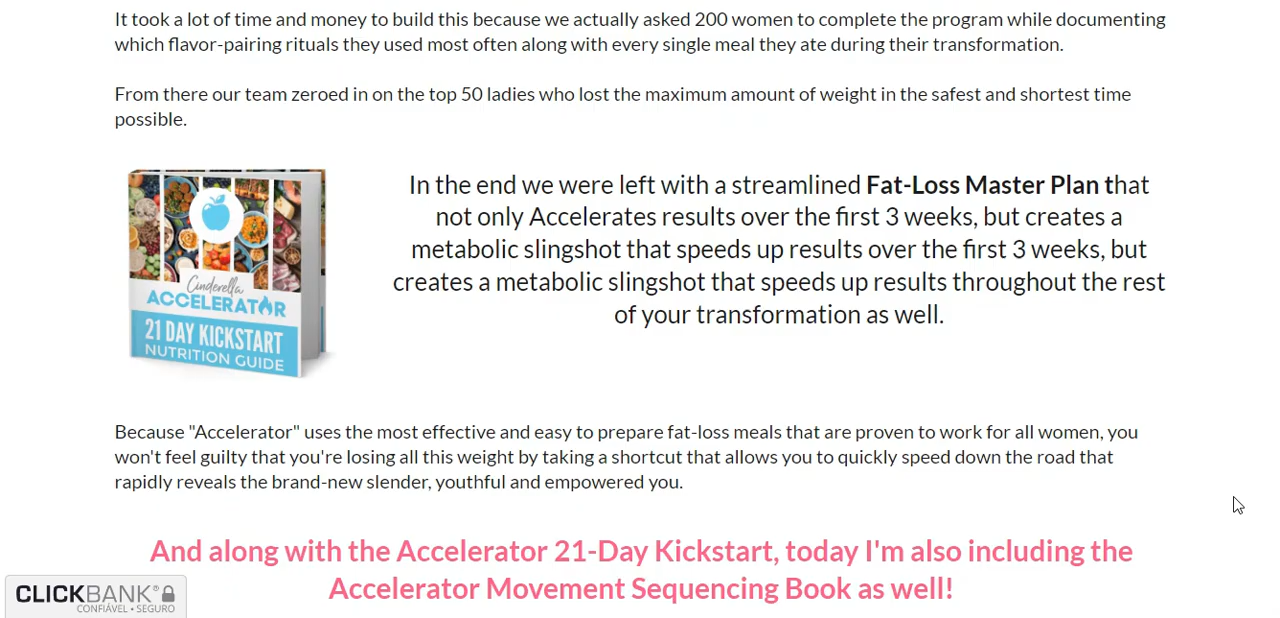 It took a lot of time and money to build this because we actually asked 200 women to complete the program while documenting
which flavor-pairing rituals they used most often along with every single meal they ate during their transformation.
From there our team zeroed in on the top 50 ladies who lost the maximum amount of weight in the safest and shortest time
possible.
Cinderella
ACCELERATOR
21 DAY KICKSTART
NUTRITION GUIDE
In the end we were left with a streamlined Fat-Loss Master Plan that
not only Accelerates results over the first 3 weeks, but creates a
metabolic slingshot that speeds up results over the first 3 weeks, but
creates a metabolic slingshot that speeds up results throughout the rest
of your transformation as well.
Because "Accelerator" uses the most effective and easy to prepare fat-loss meals that are proven to work for all women, you
won't feel guilty that you're losing all this weight by taking a shortcut that allows you to quickly speed down the road that
rapidly reveals the brand-new slender, youthful and empowered you.
And along with the Accelerator 21-Day Kickstart, today I'm also including the
Accelerator Movement Sequencing Book as well!
CLICKBANK®
CONFIÁVEL • SEGURO